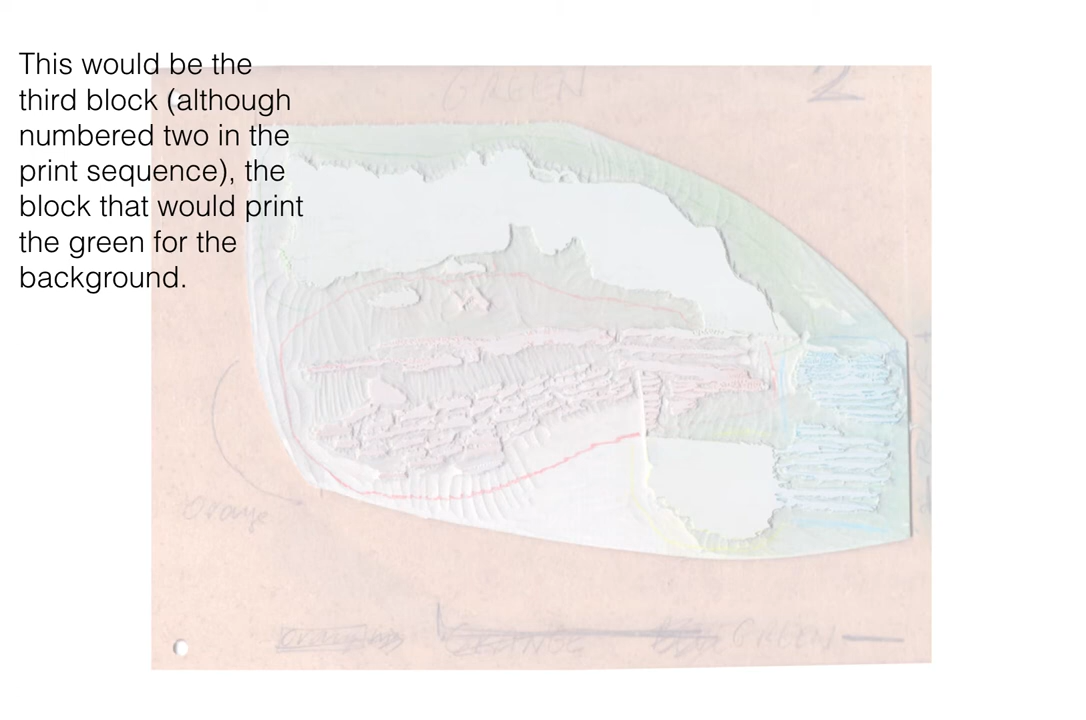 This would be the
third block (although
numbered two in the
print sequence), the
block that would print
the green for the
background.
GREEN
2
Orange
ORANGE
GREEN